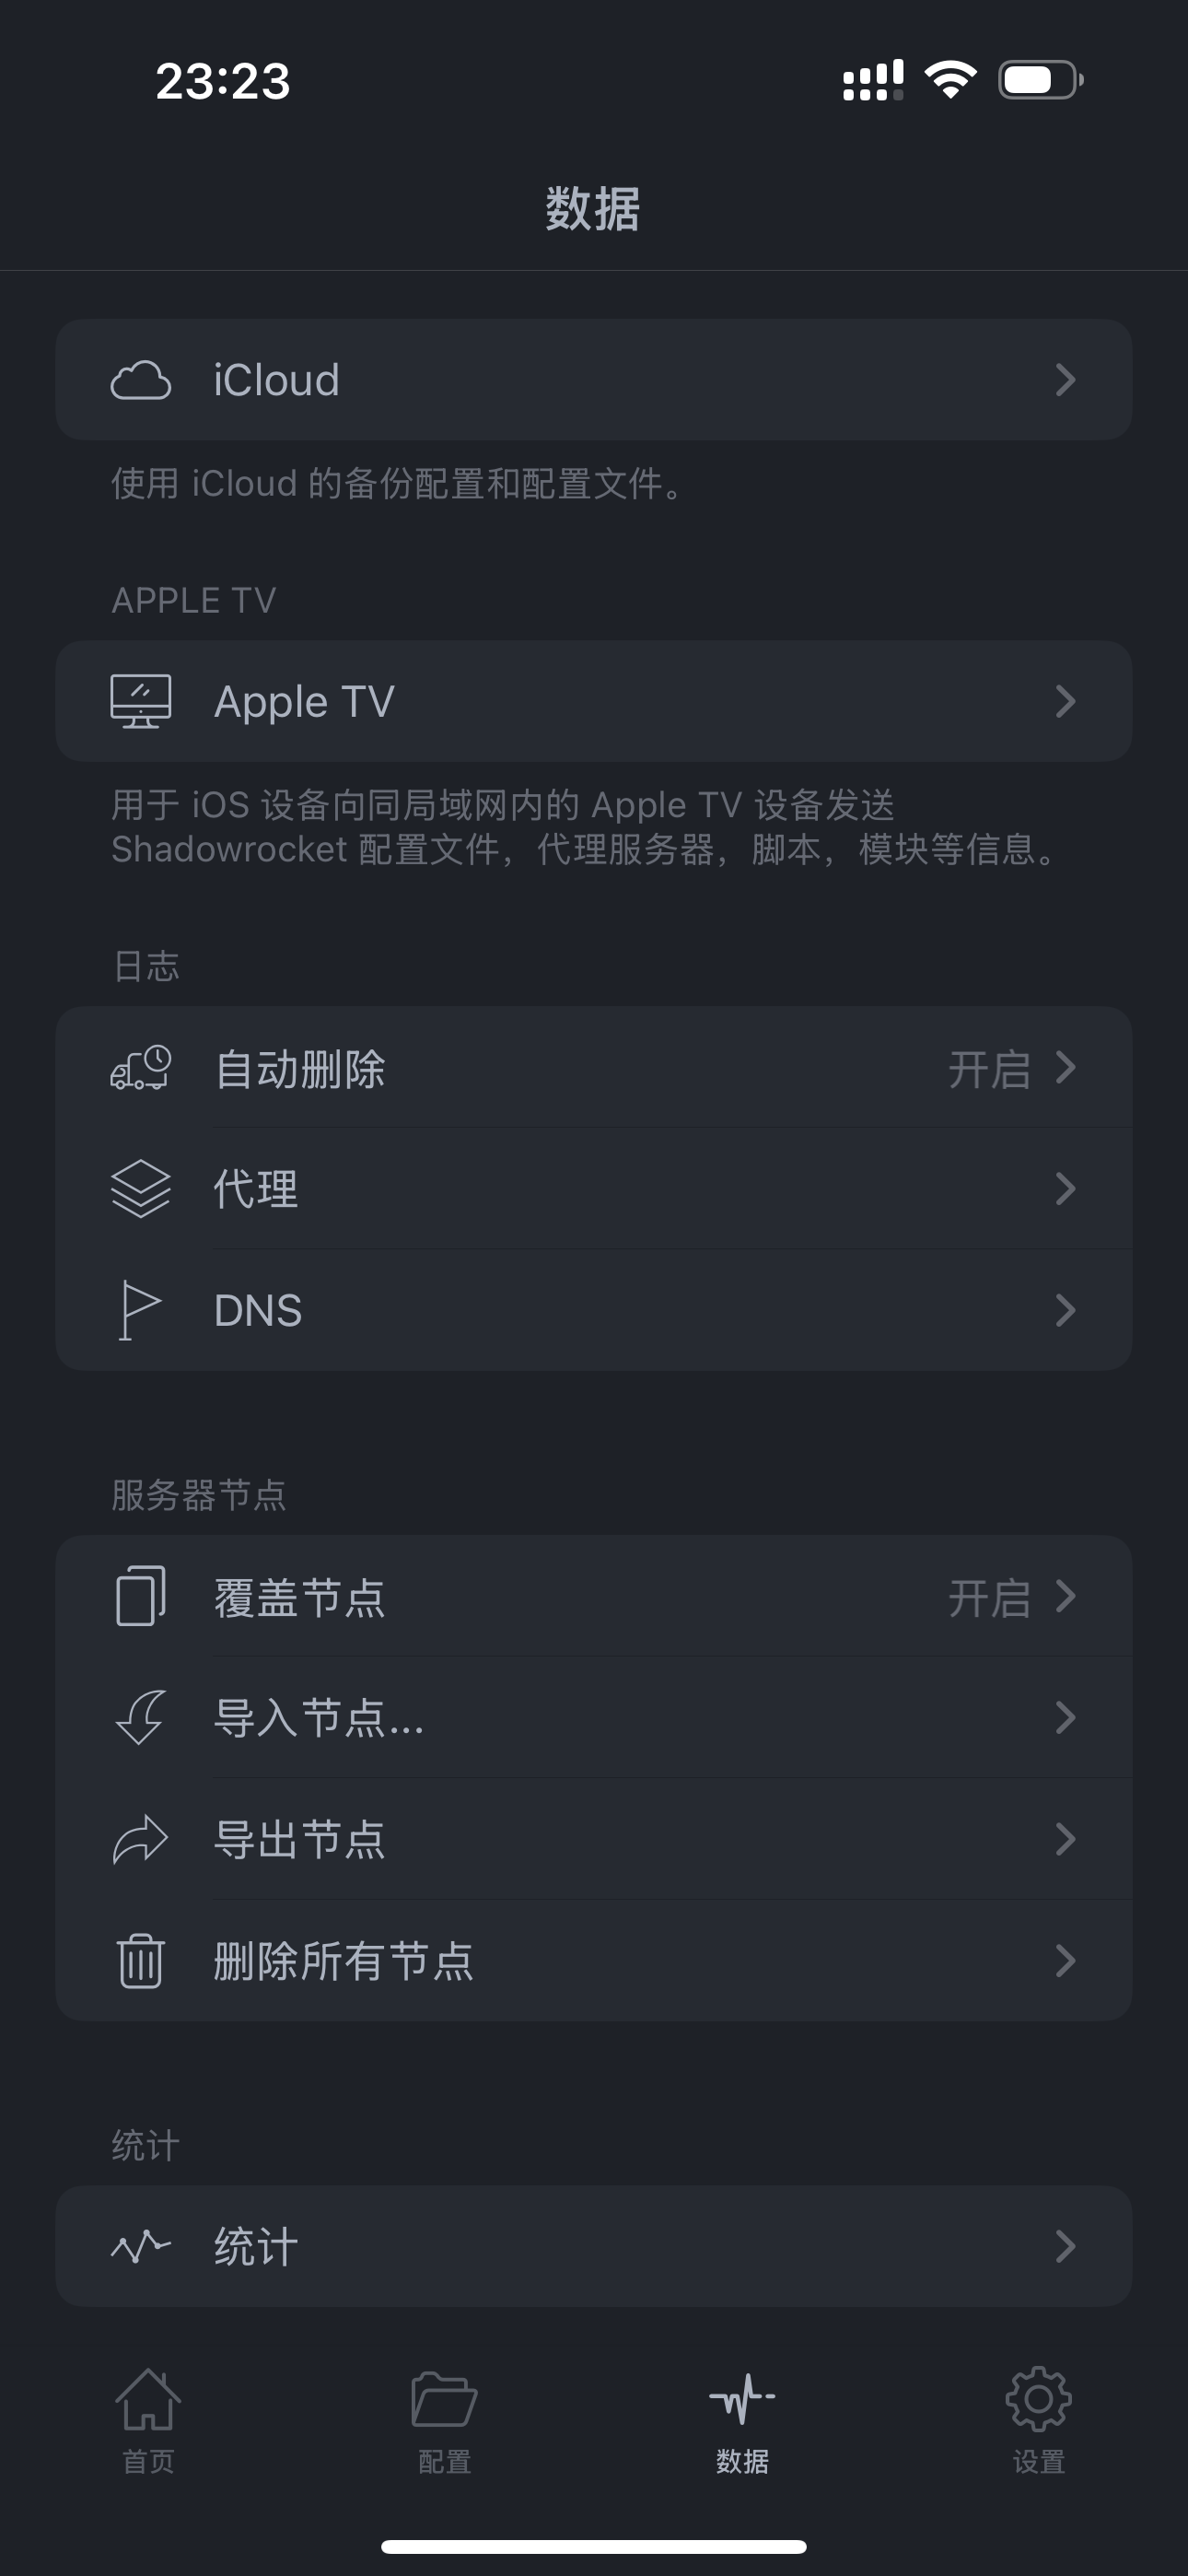 23:23
数据
iCloud
使用 iCloud 的备份配置和配置文件。
APPLE TV
Apple TV
用于 iOS 设备向同局域网内的 Apple TV 设备发送
Shadowrocket 配置文件，代理服务器，脚本，模块等信息。
日志
自动删除 开启
代理
DNS
服务器节点
覆盖节点 开启
导入节点...
导出节点
删除所有节点
统计
统计
首页 配置 数据 设置